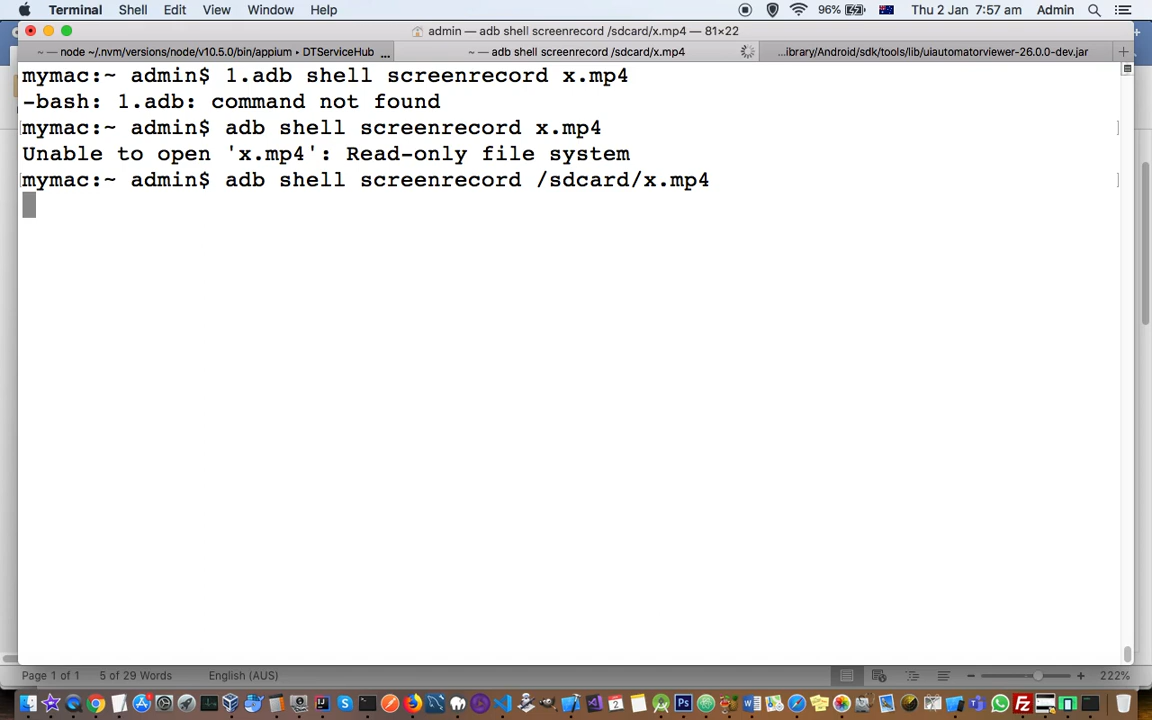 Terminal Shell Edit View Window Help 96% Thu 2 Jan 7:57 am Admin
admin — adb shell screenrecord /sdcard/x.mp4 — 81×22
~ — node ~/.nvm/versions/node/v10.5.0/bin/appium ▸ DTServiceHub ...
~ — adb shell screenrecord /sdcard/x.mp4
...ibrary/Android/sdk/tools/lib/uiautomatorviewer-26.0.0-dev.jar
mymac:~ admin$ 1.adb shell screenrecord x.mp4
-bash: 1.adb: command not found
mymac:~ admin$ adb shell screenrecord x.mp4
Unable to open 'x.mp4': Read-only file system
mymac:~ admin$ adb shell screenrecord /sdcard/x.mp4
Page 1 of 1 5 of 29 Words English (AUS) 222%